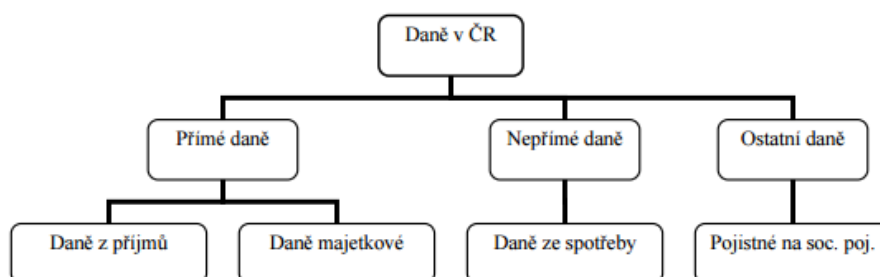 Daně v ČR
Přímé daně
Nepřímé daně
Ostatní daně
Daně z příjmů
Daně majetkové
Daně ze spotřeby
Pojistné na soc. poj.